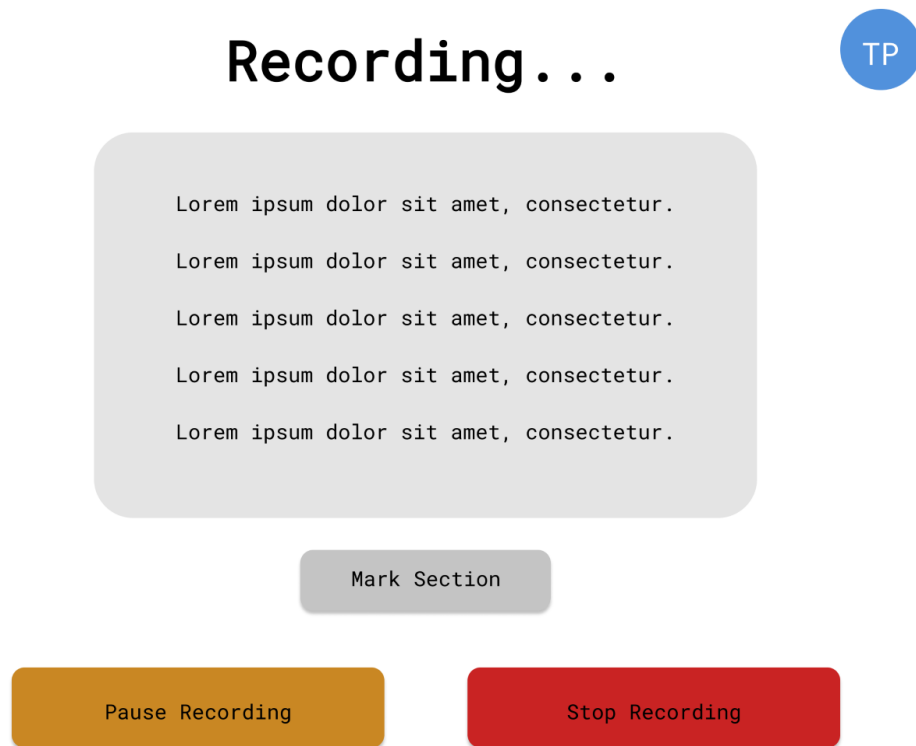 Recording...
TP
Lorem ipsum dolor sit amet, consectetur.
Lorem ipsum dolor sit amet, consectetur.
Lorem ipsum dolor sit amet, consectetur.
Lorem ipsum dolor sit amet, consectetur.
Lorem ipsum dolor sit amet, consectetur.
Mark Section
Pause Recording
Stop Recording